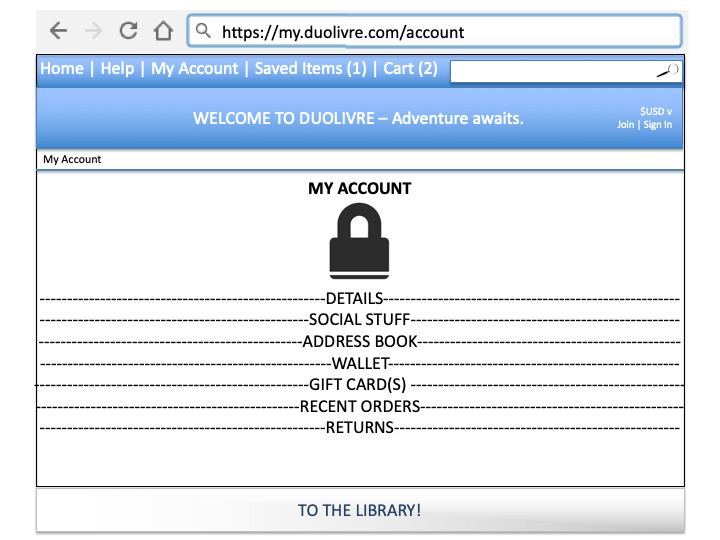 https://my.duolivre.com/account
Home | Help | My Account | Saved Items (1) | Cart (2)
WELCOME TO DUOLIVRE – Adventure awaits.
$USD v
Join | Sign In
My Account
MY ACCOUNT
DETAILS
SOCIAL STUFF
ADDRESS BOOK
WALLET
GIFT CARD(S)
RECENT ORDERS
RETURNS
TO THE LIBRARY!